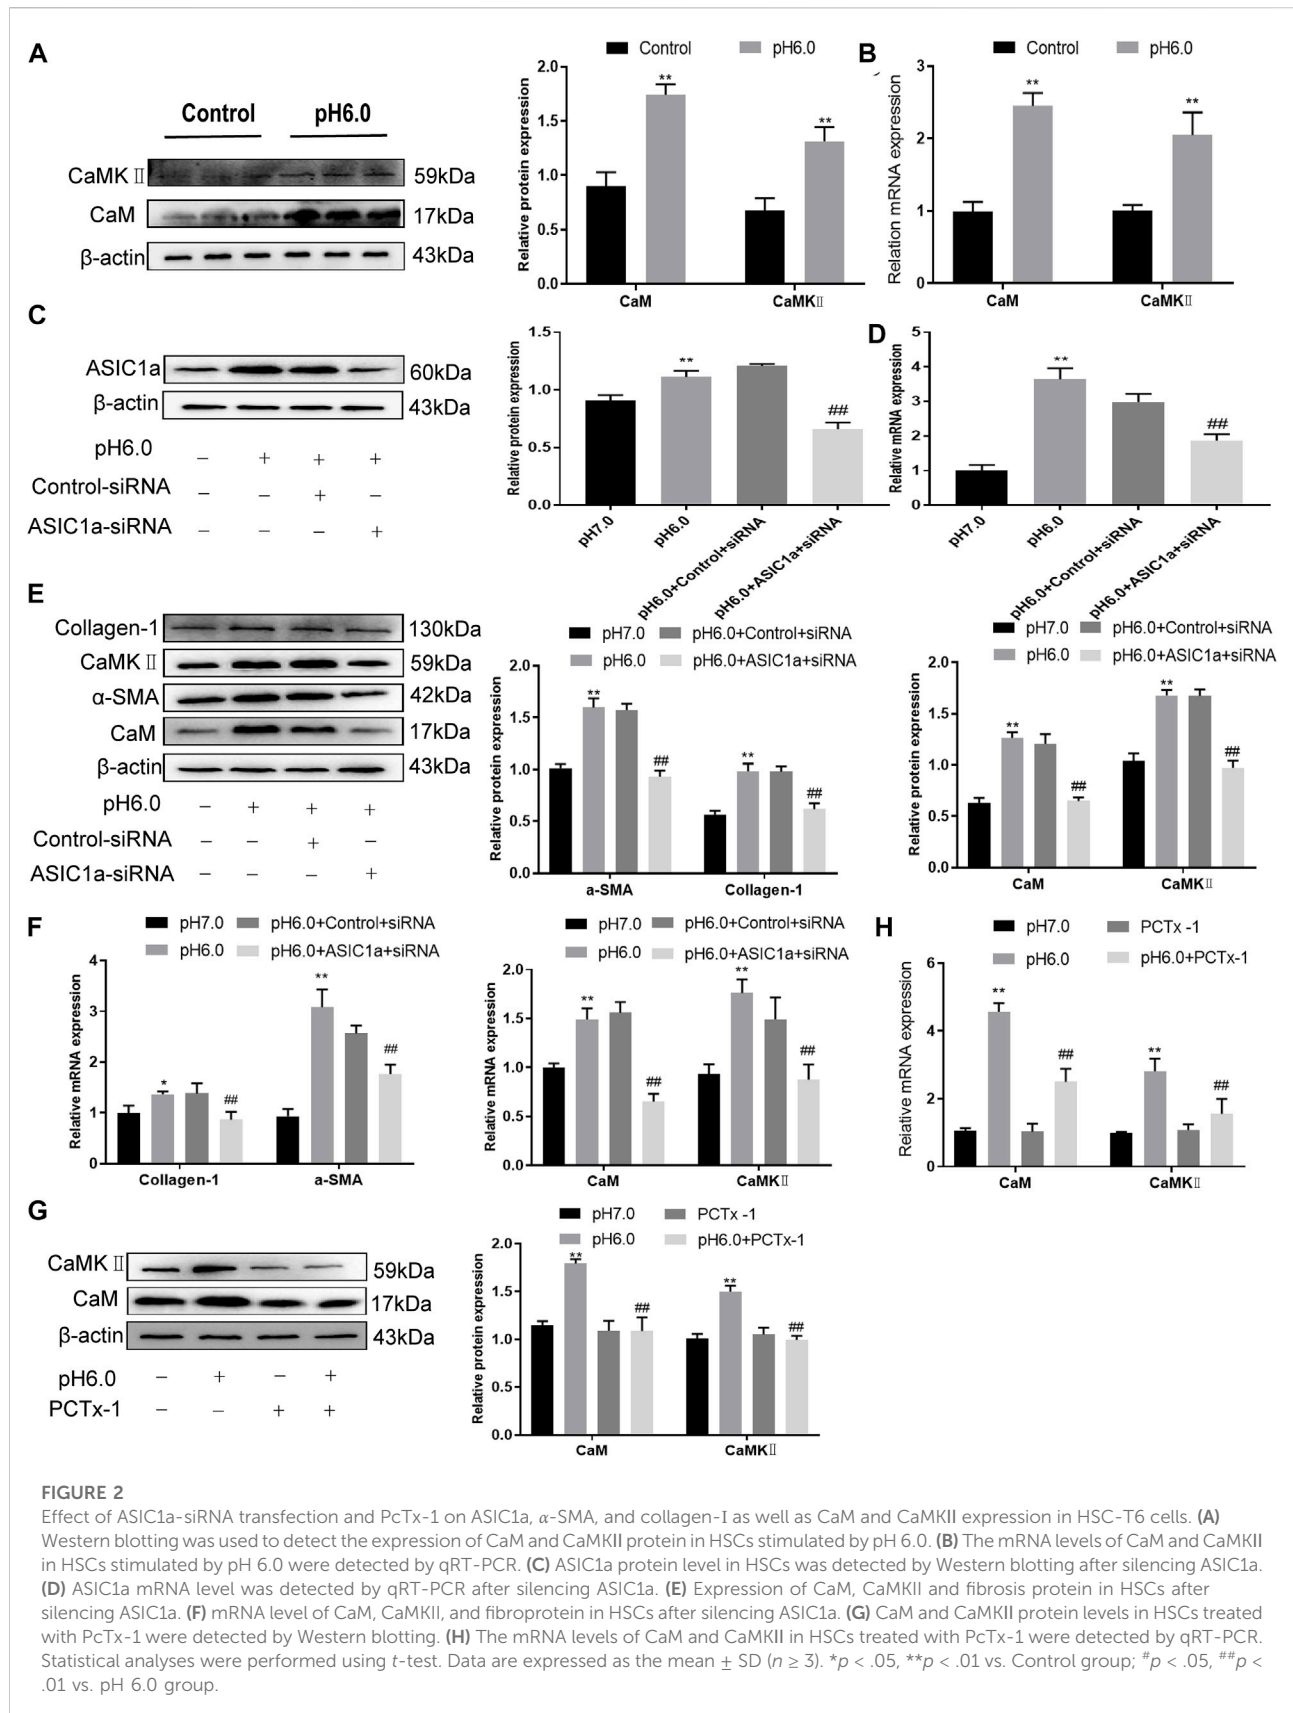 A
Control pH6.0
CaMKⅡ 59kDa
CaM 17kDa
β-actin 43kDa
Control pH6.0
Relative protein expression
2.0
1.5
1.0
0.5
0.0
** **
CaM CaMKⅡ
B
Control pH6.0
Relation mRNA expression
3
2
1
0
** **
CaM CaMKⅡ
C
ASIC1a 60kDa
β-actin 43kDa
pH6.0 – + + +
Control-siRNA – – + –
ASIC1a-siRNA – – – +
Relative protein expression
1.5
1.0
0.5
0.0
** ##
pH7.0 pH6.0 pH6.0+Control+siRNA pH6.0+ASIC1a+siRNA
D
Relative mRNA expression
5
4
3
2
1
0
** ##
pH7.0 pH6.0 pH6.0+Control+siRNA pH6.0+ASIC1a+siRNA
E
Collagen-1 130kDa
CaMKⅡ 59kDa
α-SMA 42kDa
CaM 17kDa
β-actin 43kDa
pH6.0 – + + +
Control-siRNA – – + –
ASIC1a-siRNA – – – +
pH7.0 pH6.0+Control+siRNA
pH6.0 pH6.0+ASIC1a+siRNA
Relative protein expression
2.0
1.5
1.0
0.5
0.0
** ## ** ##
a-SMA Collagen-1
pH7.0 pH6.0+Control+siRNA
pH6.0 pH6.0+ASIC1a+siRNA
Relative protein expression
2.0
1.5
1.0
0.5
0.0
** ## ** ##
CaM CaMKⅡ
F
pH7.0 pH6.0+Control+siRNA
pH6.0 pH6.0+ASIC1a+siRNA
Relative mRNA expression
4
3
2
1
0
* ## ** ##
Collagen-1 a-SMA
pH7.0 pH6.0+Control+siRNA
pH6.0 pH6.0+ASIC1a+siRNA
Relative mRNA expression
2.0
1.5
1.0
0.5
0.0
** ## ** ##
CaM CaMKⅡ
H
pH7.0 PCTx -1
pH6.0 pH6.0+PCTx-1
Relative mRNA expression
6
4
2
0
** ## ** ##
CaM CaMKⅡ
G
CaMKⅡ 59kDa
CaM 17kDa
β-actin 43kDa
pH6.0 – + – +
PCTx-1 – – + +
pH7.0 PCTx -1
pH6.0 pH6.0+PCTx-1
Relative protein expression
2.0
1.5
1.0
0.5
0.0
** ## ** ##
CaM CaMKⅡ
FIGURE 2
Effect of ASIC1a-siRNA transfection and PcTx-1 on ASIC1a, α-SMA, and collagen-I as well as CaM and CaMKII expression in HSC-T6 cells. (A)
Western blotting was used to detect the expression of CaM and CaMKII protein in HSCs stimulated by pH 6.0. (B) The mRNA levels of CaM and CaMKII
in HSCs stimulated by pH 6.0 were detected by qRT-PCR. (C) ASIC1a protein level in HSCs was detected by Western blotting after silencing ASIC1a.
(D) ASIC1a mRNA level was detected by qRT-PCR after silencing ASIC1a. (E) Expression of CaM, CaMKII and fibrosis protein in HSCs after
silencing ASIC1a. (F) mRNA level of CaM, CaMKII, and fibroprotein in HSCs after silencing ASIC1a. (G) CaM and CaMKII protein levels in HSCs treated
with PcTx-1 were detected by Western blotting. (H) The mRNA levels of CaM and CaMKII in HSCs treated with PcTx-1 were detected by qRT-PCR.
Statistical analyses were performed using t-test. Data are expressed as the mean ± SD (n ≥ 3). *p < .05, **p < .01 vs. Control group; #p < .05, ##p <
.01 vs. pH 6.0 group.